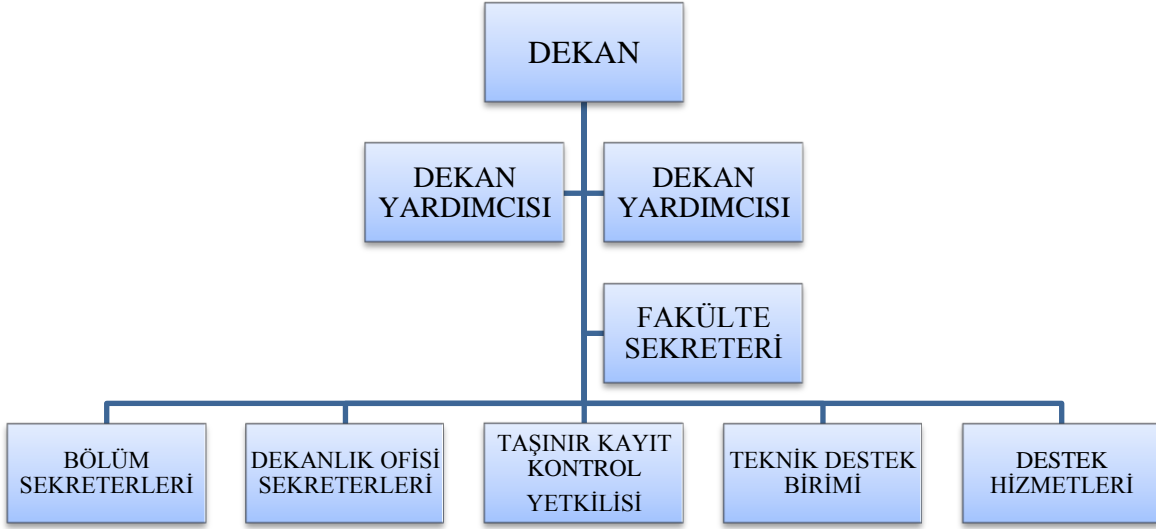 DEKAN
DEKAN
YARDIMCISI
DEKAN
YARDIMCISI
FAKÜLTE
SEKRETERİ
BÖLÜM
SEKRETERLERİ
DEKANLIK OFİSİ
SEKRETERLERİ
TAŞINIR KAYIT
KONTROL
YETKİLİSİ
TEKNİK DESTEK
BİRİMİ
DESTEK
HİZMETLERİ